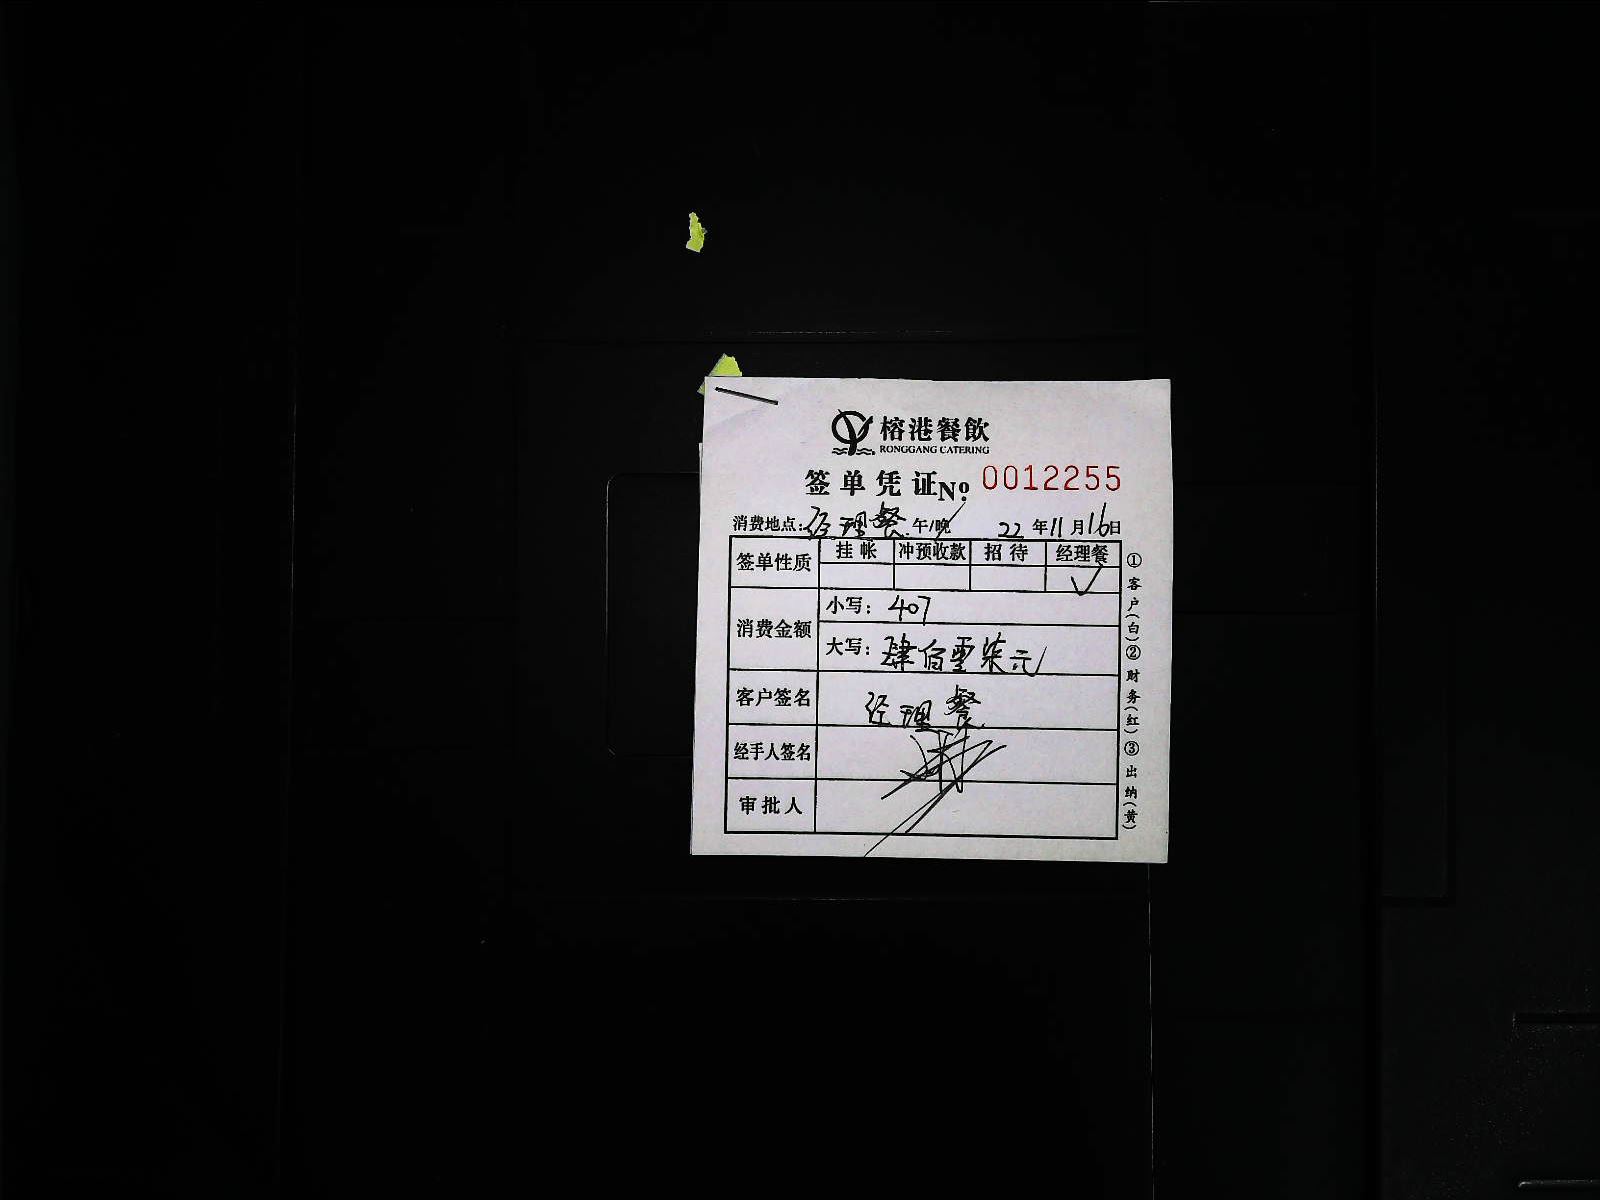 榕港餐飲
RONGGANG CATERING
签单凭证No. 0012255
消费地点：经理餐 午/晚 22年11月16日
签单性质 挂帐 冲预收款 招待 经理餐
✓
消费金额 小写：407
大写：肆佰零柒元
客户签名 经理餐
经手人签名
审批人
①客户(白)②财务(红)③出纳(黄)